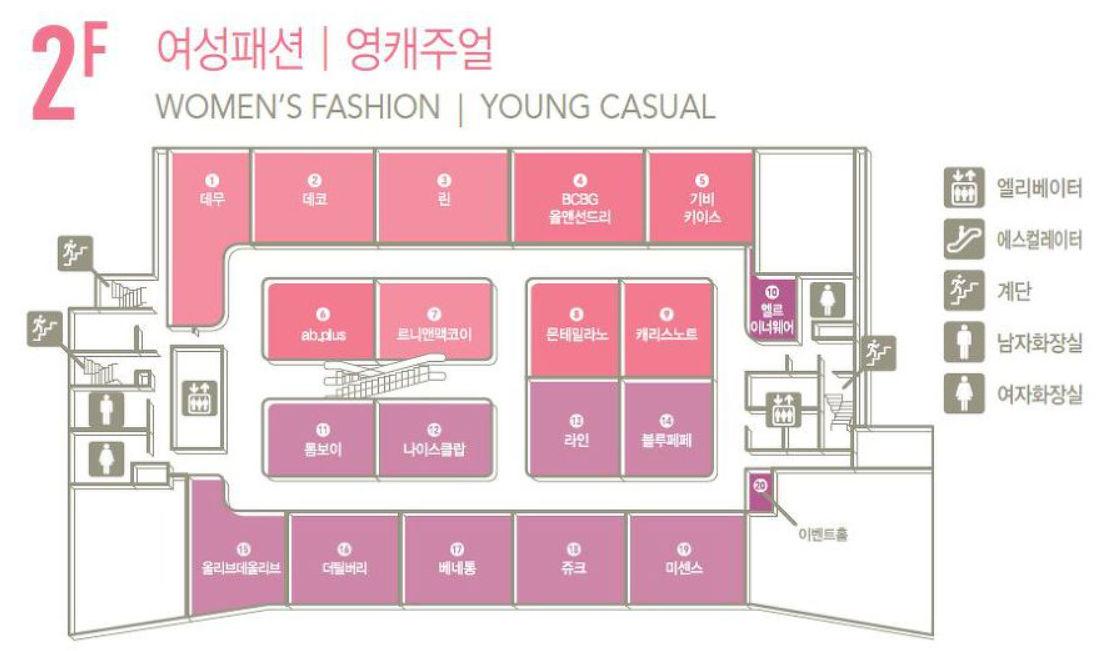 2F
여성패션 | 영캐주얼
WOMEN'S FASHION | YOUNG CASUAL
1
데무
2
데코
3
린
4
BCBG
올앤선드리
5
기비
키이스
6
ab.plus
7
르니앤맥코이
8
몬테밀라노
9
캐리스노트
10
엘르
이너웨어
11
톰보이
12
나이스클랍
13
라인
14
블루페페
15
올리브데올리브
16
더틸버리
17
베네통
18
쥬크
19
미센스
20
이벤트홀
엘리베이터
에스컬레이터
계단
남자화장실
여자화장실